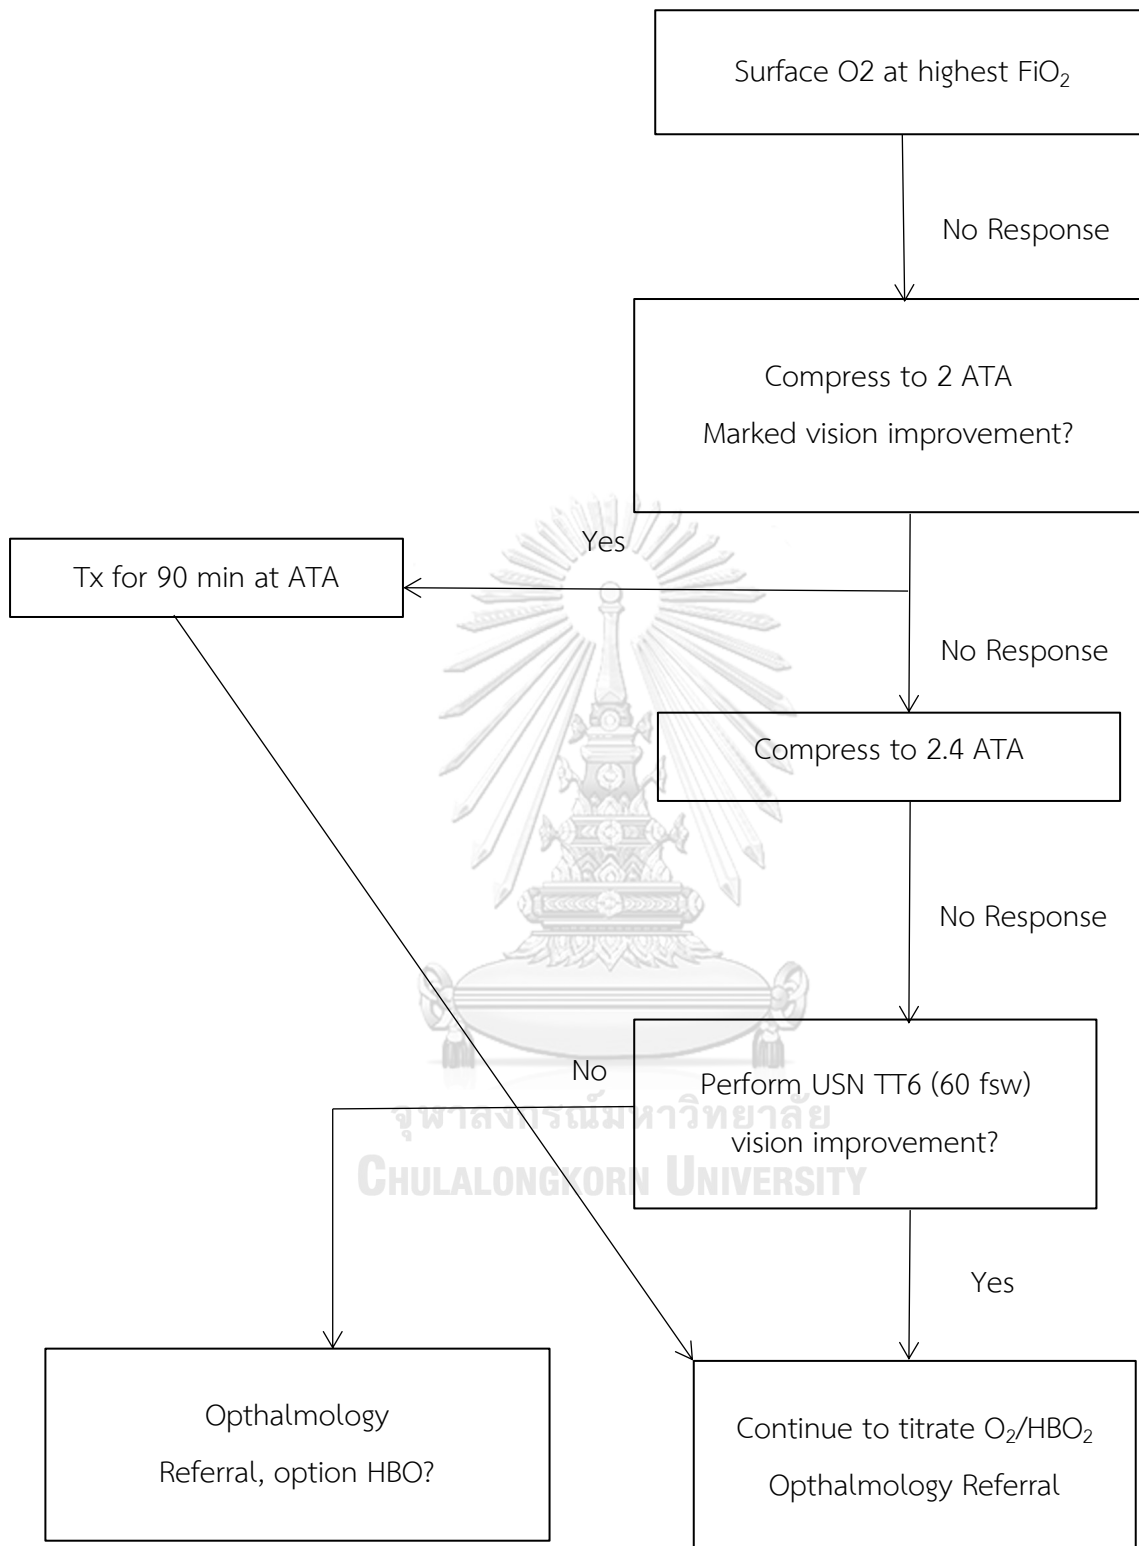 Surface O2 at highest FiO₂
No Response
Compress to 2 ATA
Marked vision improvement?
Yes
Tx for 90 min at ATA
No Response
Compress to 2.4 ATA
No Response
No
Perform USN TT6 (60 fsw)
vision improvement?
จุฬาลงกรณ์มหาวิทยาลัย
CHULALONGKORN UNIVERSITY
Yes
Opthalmology
Referral, option HBO?
Continue to titrate O₂/HBO₂
Opthalmology Referral